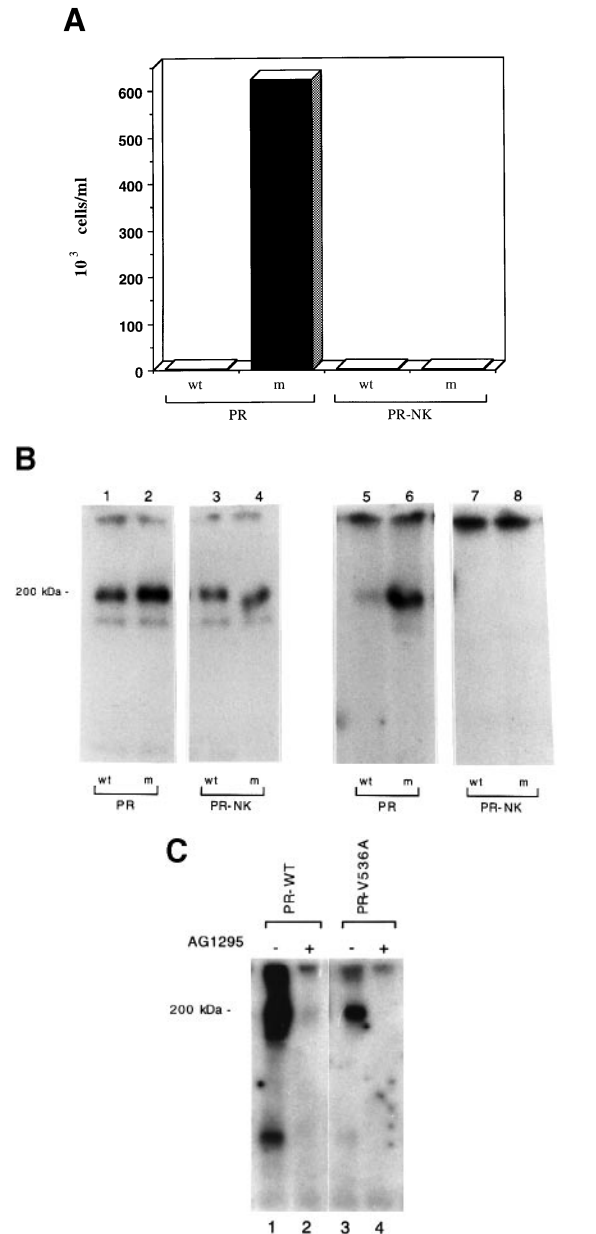 A
600
500
400
300
200
100
0
10³ cells/ml
wt m wt m
PR PR-NK
B
1 2 3 4 5 6 7 8
200 kDa -
wt m wt m wt m wt m
PR PR-NK PR PR-NK
C
PR-WT PR-V536A
AG1295 - + - +
200 kDa -
1 2 3 4